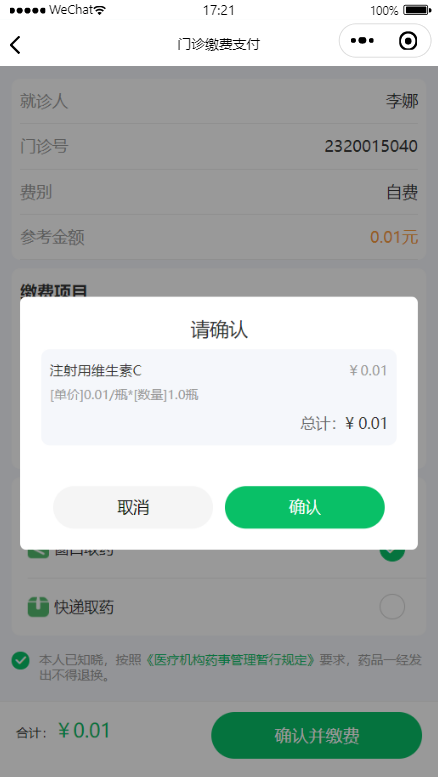 WeChat
17:21
100%
门诊缴费支付
就诊人 李娜
门诊号 2320015040
费别 自费
参考金额 0.01元
缴费项目
请确认
注射用维生素C ¥0.01
[单价]0.01/瓶*[数量]1.0瓶
总计：¥ 0.01
取消 确认
窗口取药
快递取药
本人已知晓，按照《医疗机构药事管理暂行规定》要求，药品一经发
出不得退换。
合计：¥0.01 确认并缴费